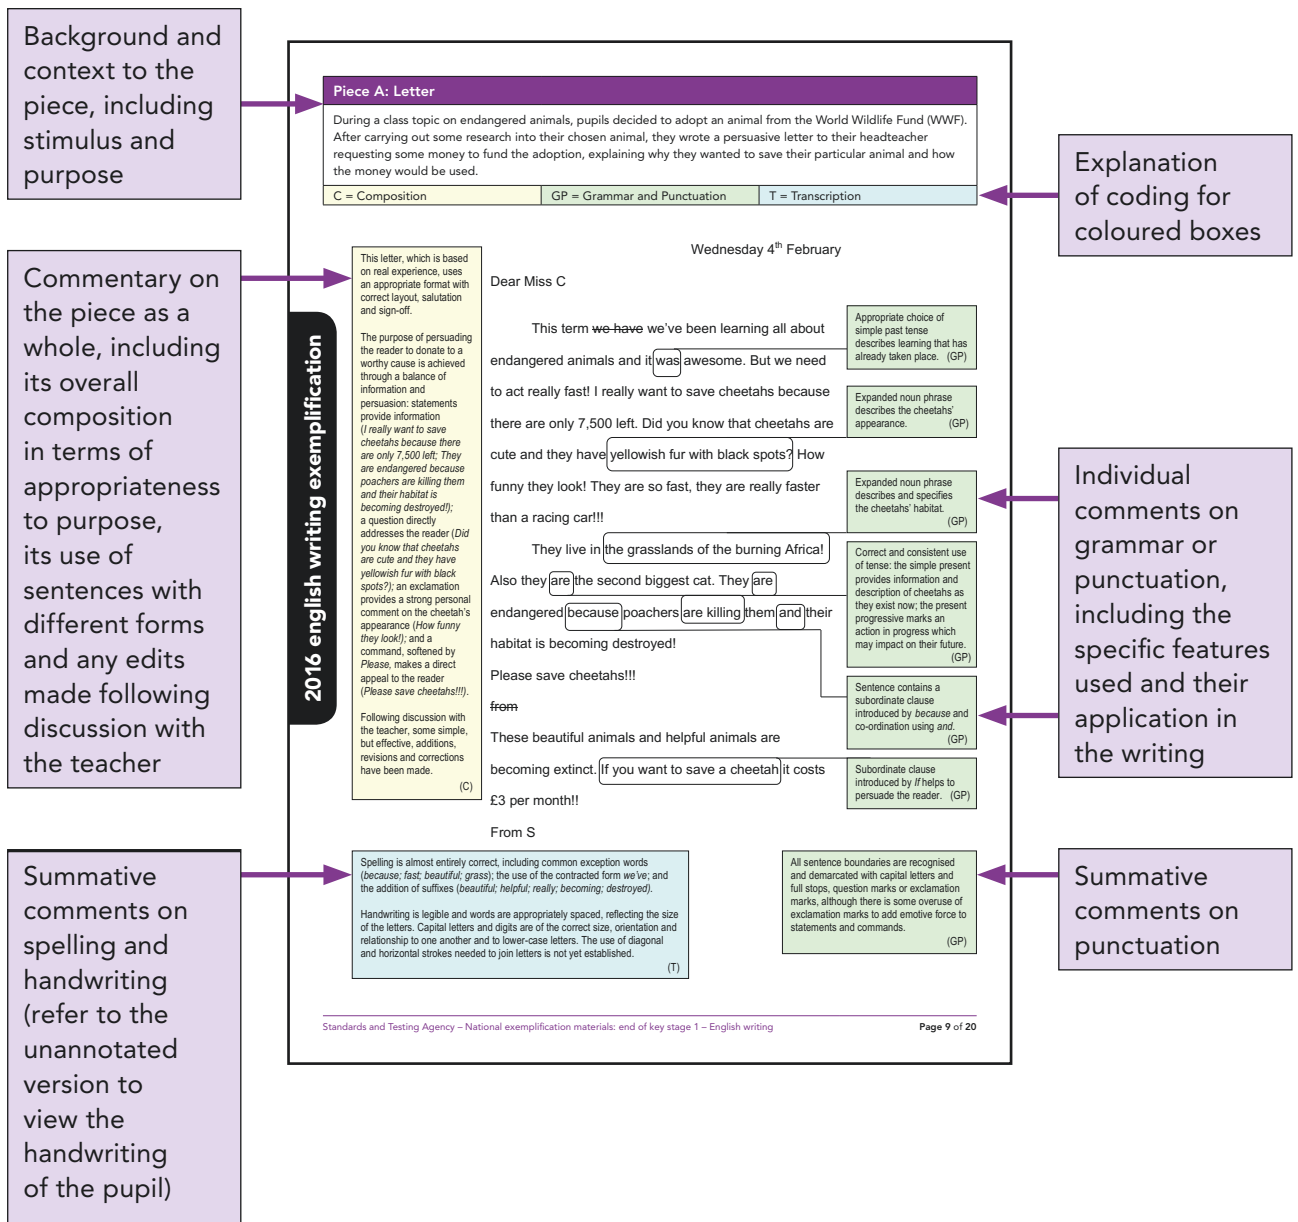 Background and
context to the
piece, including
stimulus and
purpose
Commentary on
the piece as a
whole, including
its overall
composition
in terms of
appropriateness
to purpose,
its use of
sentences with
different forms
and any edits
made following
discussion with
the teacher
Summative
comments on
spelling and
handwriting
(refer to the
unannotated
version to
view the
handwriting
of the pupil)
2016 english writing exemplification
Piece A: Letter
During a class topic on endangered animals, pupils decided to adopt an animal from the World Wildlife Fund (WWF).
After carrying out some research into their chosen animal, they wrote a persuasive letter to their headteacher
requesting some money to fund the adoption, explaining why they wanted to save their particular animal and how
the money would be used.
C = Composition
GP = Grammar and Punctuation
T = Transcription
This letter, which is based
on real experience, uses
an appropriate format with
correct layout, salutation
and sign-off.
The purpose of persuading
the reader to donate to a
worthy cause is achieved
through a balance of
information and
persuasion: statements
provide information
(I really want to save
cheetahs because there
are only 7,500 left; They
are endangered because
poachers are killing them
and their habitat is
becoming destroyed!);
a question directly
addresses the reader (Did
you know that cheetahs
are cute and they have
yellowish fur with black
spots?); an exclamation
provides a strong personal
comment on the cheetah's
appearance (How funny
they look!); and a
command, softened by
Please, makes a direct
appeal to the reader
(Please save cheetahs!!!).
Following discussion with
the teacher, some simple,
but effective, additions,
revisions and corrections
have been made.
(C)
Wednesday 4th February
Dear Miss C
This term we have we've been learning all about
endangered animals and it was awesome. But we need
to act really fast! I really want to save cheetahs because
there are only 7,500 left. Did you know that cheetahs are
cute and they have yellowish fur with black spots? How
funny they look! They are so fast, they are really faster
than a racing car!!!
They live in the grasslands of the burning Africa!
Also they are the second biggest cat. They are
endangered because poachers are killing them and their
habitat is becoming destroyed!
Please save cheetahs!!!
from
These beautiful animals and helpful animals are
becoming extinct. If you want to save a cheetah it costs
£3 per month!!
From S
Appropriate choice of
simple past tense
describes learning that has
already taken place. (GP)
Expanded noun phrase
describes the cheetahs'
appearance. (GP)
Expanded noun phrase
describes and specifies
the cheetahs' habitat.
(GP)
Correct and consistent use
of tense: the simple present
provides information and
description of cheetahs as
they exist now; the present
progressive marks an
action in progress which
may impact on their future.
(GP)
Sentence contains a
subordinate clause
introduced by because and
co-ordination using and.
(GP)
Subordinate clause
introduced by If helps to
persuade the reader. (GP)
Spelling is almost entirely correct, including common exception words
(because; fast; beautiful; grass); the use of the contracted form we've; and
the addition of suffixes (beautiful; helpful; really; becoming; destroyed).
Handwriting is legible and words are appropriately spaced, reflecting the size
of the letters. Capital letters and digits are of the correct size, orientation and
relationship to one another and to lower-case letters. The use of diagonal
and horizontal strokes needed to join letters is not yet established.
(T)
All sentence boundaries are recognised
and demarcated with capital letters and
full stops, question marks or exclamation
marks, although there is some overuse of
exclamation marks to add emotive force to
statements and commands.
(GP)
Standards and Testing Agency – National exemplification materials: end of key stage 1 – English writing
Page 9 of 20
Explanation
of coding for
coloured boxes
Individual
comments on
grammar or
punctuation,
including the
specific features
used and their
application in
the writing
Summative
comments on
punctuation